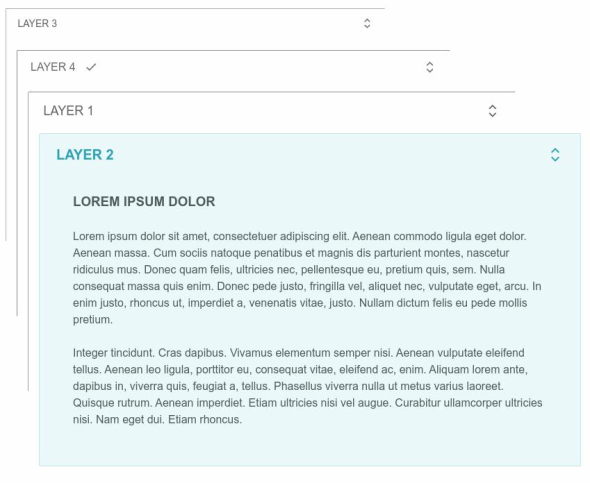 LAYER 3
LAYER 4
LAYER 1
LAYER 2
LOREM IPSUM DOLOR
Lorem ipsum dolor sit amet, consectetuer adipiscing elit. Aenean commodo ligula eget dolor.
Aenean massa. Cum sociis natoque penatibus et magnis dis parturient montes, nascetur
ridiculus mus. Donec quam felis, ultricies nec, pellentesque eu, pretium quis, sem. Nulla
consequat massa quis enim. Donec pede justo, fringilla vel, aliquet nec, vulputate eget, arcu. In
enim justo, rhoncus ut, imperdiet a, venenatis vitae, justo. Nullam dictum felis eu pede mollis
pretium.
Integer tincidunt. Cras dapibus. Vivamus elementum semper nisi. Aenean vulputate eleifend
tellus. Aenean leo ligula, porttitor eu, consequat vitae, eleifend ac, enim. Aliquam lorem ante,
dapibus in, viverra quis, feugiat a, tellus. Phasellus viverra nulla ut metus varius laoreet.
Quisque rutrum. Aenean imperdiet. Etiam ultricies nisi vel augue. Curabitur ullamcorper ultricies
nisi. Nam eget dui. Etiam rhoncus.